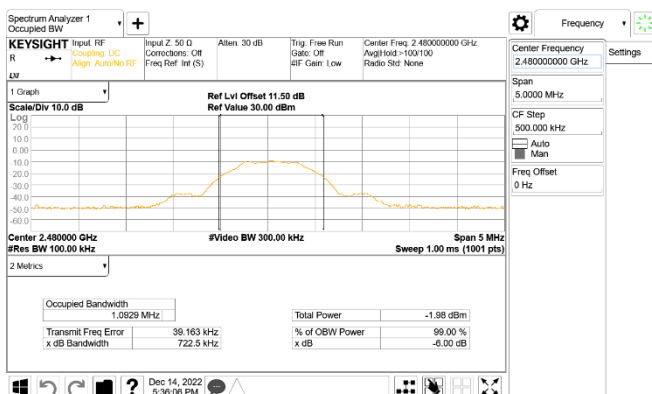 Spectrum Analyzer 1
Occupied BW
KEYSIGHT
R
LXI
Input: RF
Coupling: DC
Align: Auto/No RF
Input Z: 50 Ω
Corrections: Off
Freq Ref: Int (S)
Atten: 30 dB
Trig: Free Run
Gate: Off
#IF Gain: Low
Center Freq: 2.480000000 GHz
Avg|Hold:>100/100
Radio Std: None
1 Graph
Scale/Div 10.0 dB
Ref Lvl Offset 11.50 dB
Ref Value 30.00 dBm
Log
20.0
10.0
0.00
-10.0
-20.0
-30.0
-40.0
-50.0
-60.0
Center 2.480000 GHz
#Res BW 100.00 kHz
#Video BW 300.00 kHz
Span 5 MHz
Sweep 1.00 ms (1001 pts)
2 Metrics
Occupied Bandwidth
1.0929 MHz
Transmit Freq Error 39.163 kHz
x dB Bandwidth 722.5 kHz
Total Power -1.98 dBm
% of OBW Power 99.00 %
x dB -6.00 dB
Dec 14, 2022
5:36:06 PM
Frequency
Center Frequency
2.480000000 GHz
Settings
Span
5.0000 MHz
CF Step
500.000 kHz
Auto
Man
Freq Offset
0 Hz